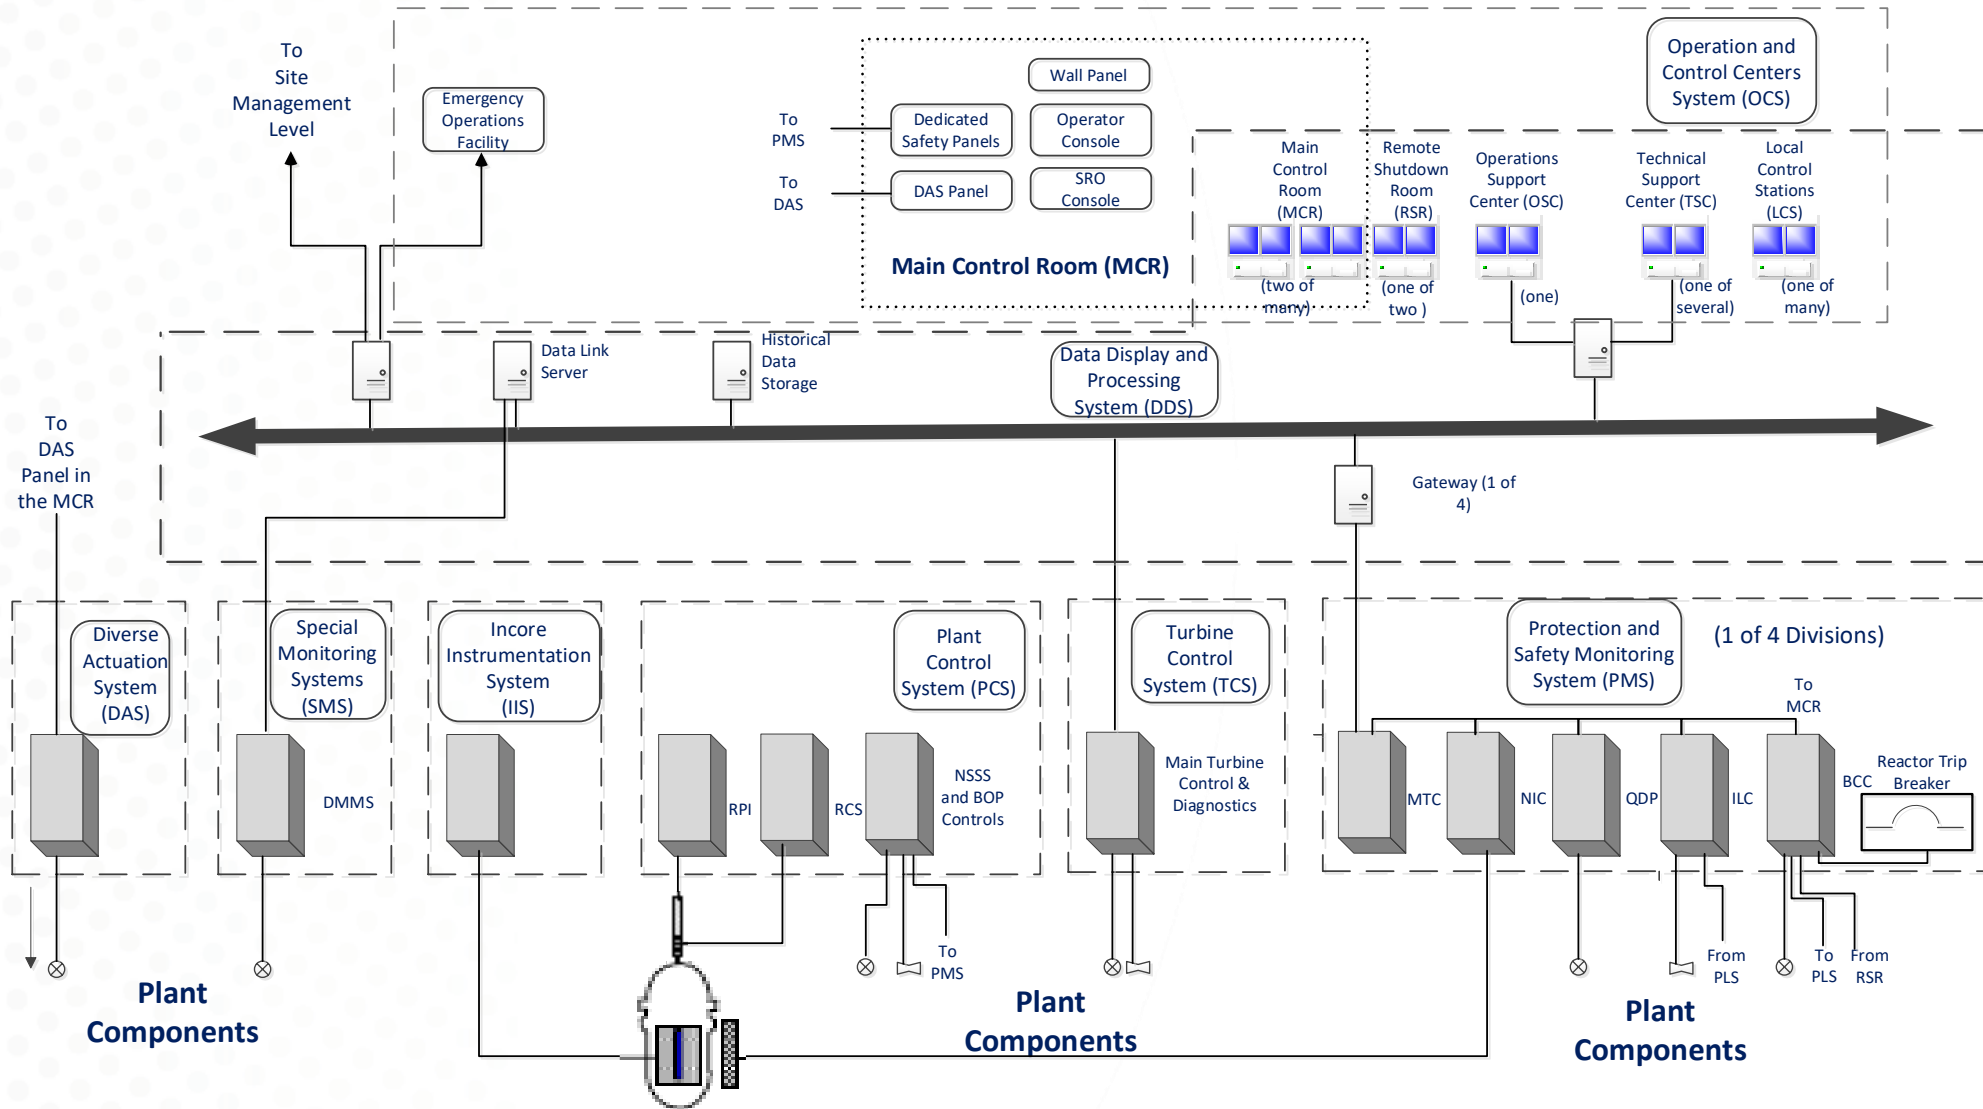 To
Site
Management
Level
Emergency
Operations
Facility
Wall Panel
To
PMS
Dedicated
Safety Panels
Operator
Console
To
DAS
DAS Panel
SRO
Console
Main Control Room (MCR)
Operation and
Control Centers
System (OCS)
Main
Control
Room
(MCR)
(two of
many)
Remote
Shutdown
Room
(RSR)
(one of
two )
Operations
Support
Center (OSC)
(one)
Technical
Support
Center (TSC)
(one of
several)
Local
Control
Stations
(LCS)
(one of
many)
Data Link
Server
Historical
Data
Storage
Data Display and
Processing
System (DDS)
To
DAS
Panel in
the MCR
Gateway (1 of
4)
Diverse
Actuation
System
(DAS)
Special
Monitoring
Systems
(SMS)
DMMS
Incore
Instrumentation
System
(IIS)
Plant
Control
System (PCS)
RPI
RCS
NSSS
and BOP
Controls
To
PMS
Turbine
Control
System (TCS)
Main Turbine
Control &
Diagnostics
Protection and
Safety Monitoring
System (PMS)
(1 of 4 Divisions)
To
MCR
MTC
NIC
QDP
ILC
BCC
Reactor Trip
Breaker
From
PLS
To
PLS
From
RSR
Plant
Components
Plant
Components
Plant
Components